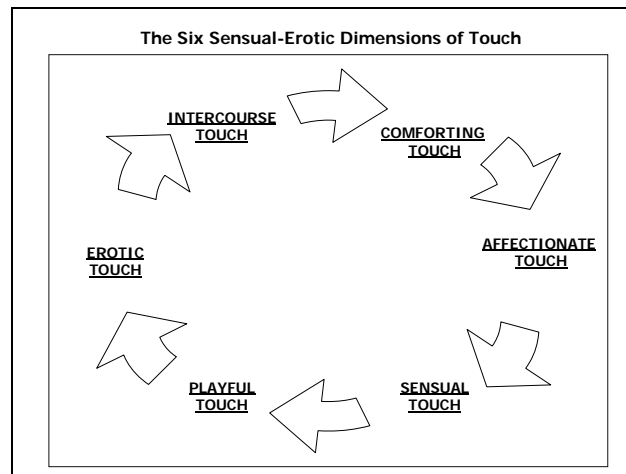 The Six Sensual-Erotic Dimensions of Touch
INTERCOURSE
TOUCH
COMFORTING
TOUCH
AFFECTIONATE
TOUCH
SENSUAL
TOUCH
PLAYFUL
TOUCH
EROTIC
TOUCH